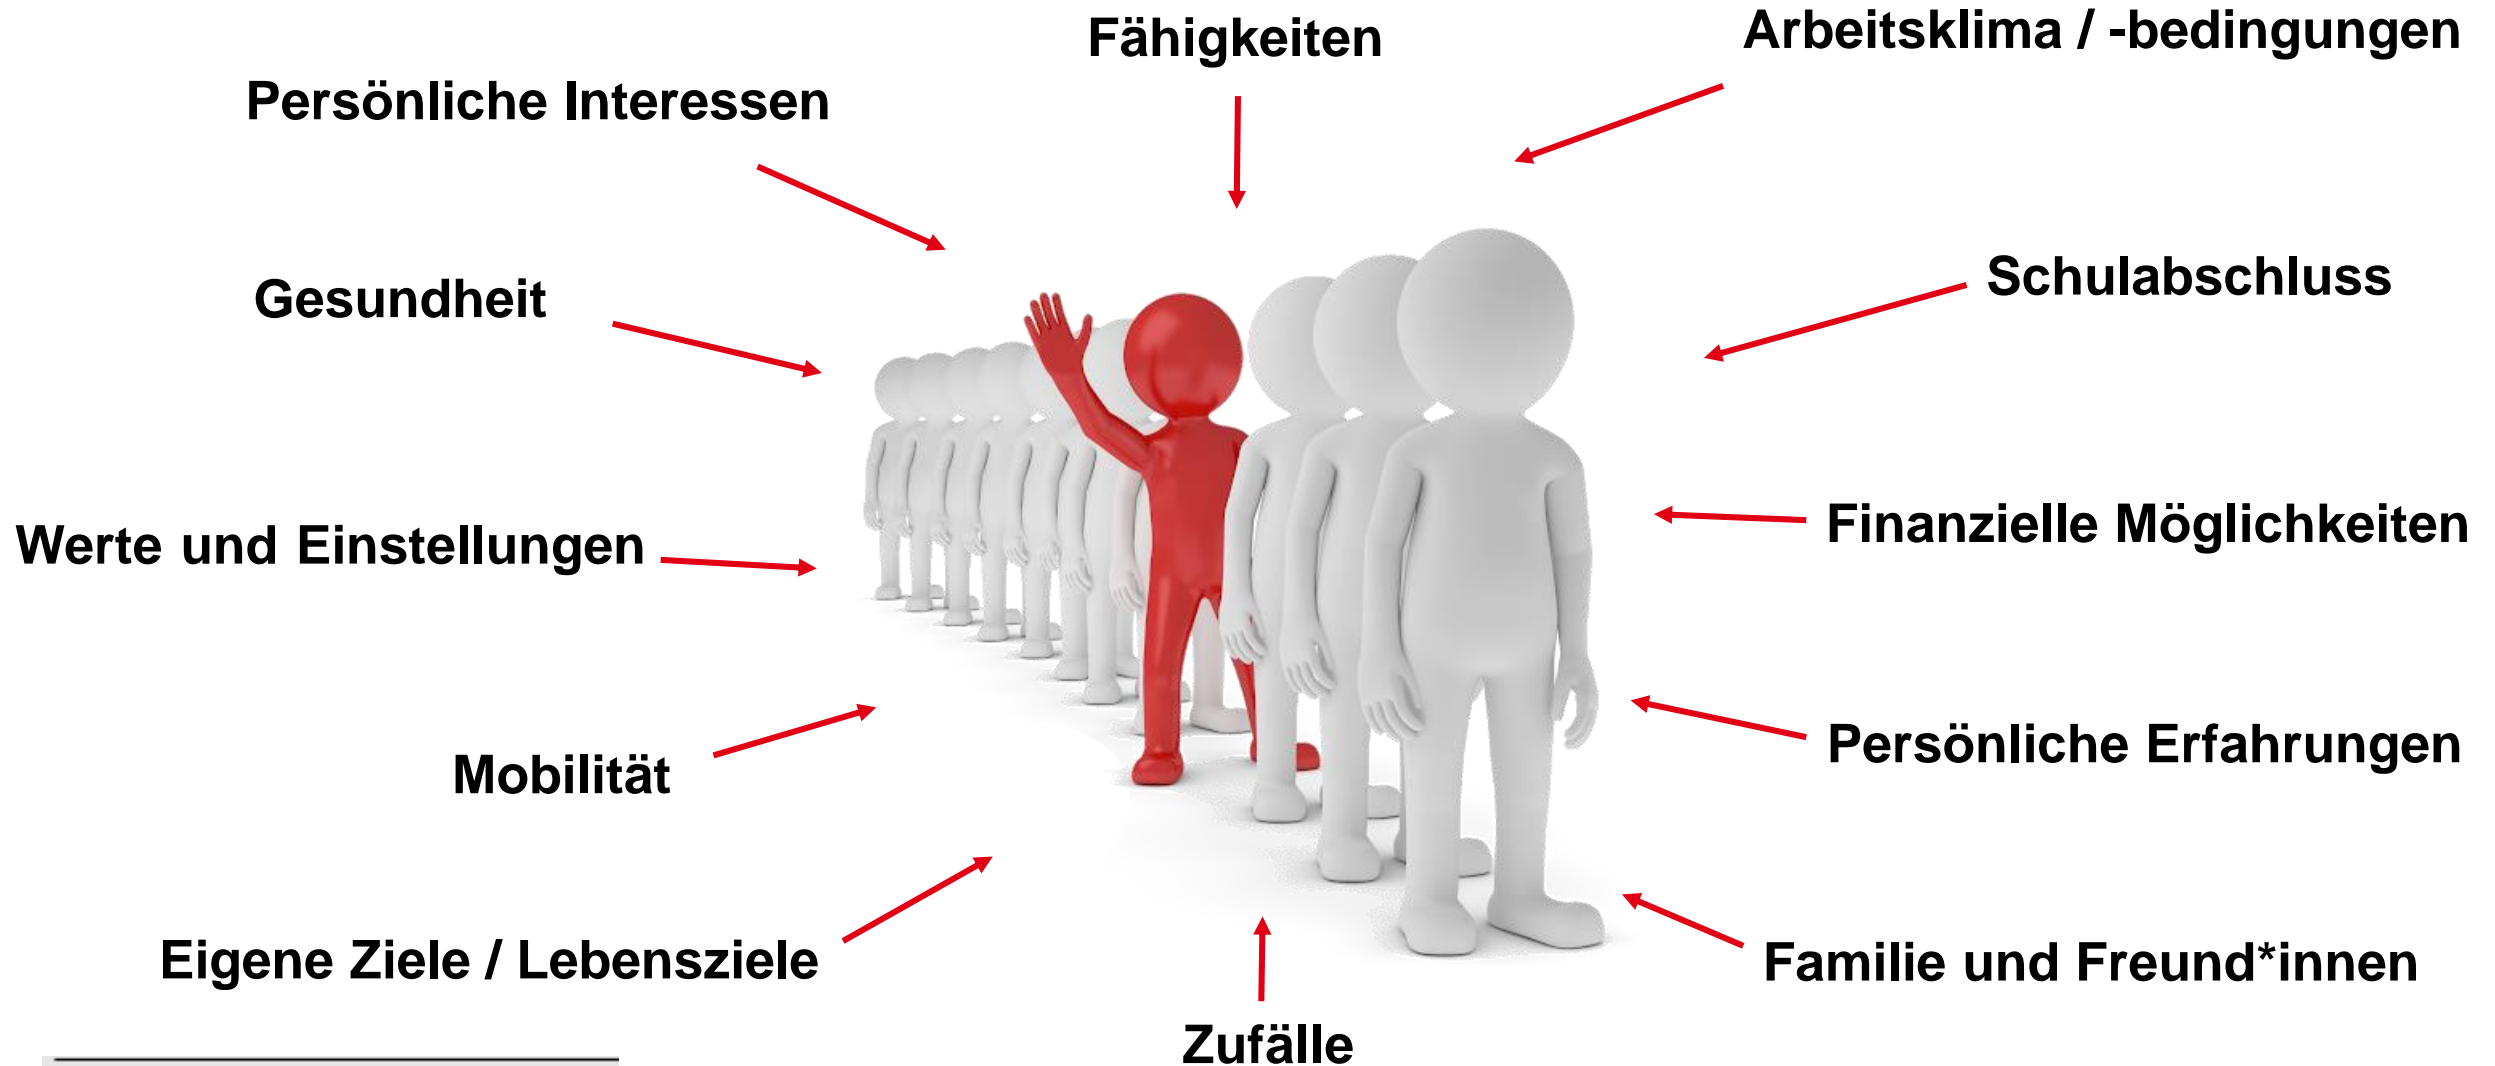 Fähigkeiten
Arbeitsklima / -bedingungen
Persönliche Interessen
Gesundheit
Schulabschluss
Werte und Einstellungen
Finanzielle Möglichkeiten
Mobilität
Persönliche Erfahrungen
Eigene Ziele / Lebensziele
Familie und Freund*innen
Zufälle